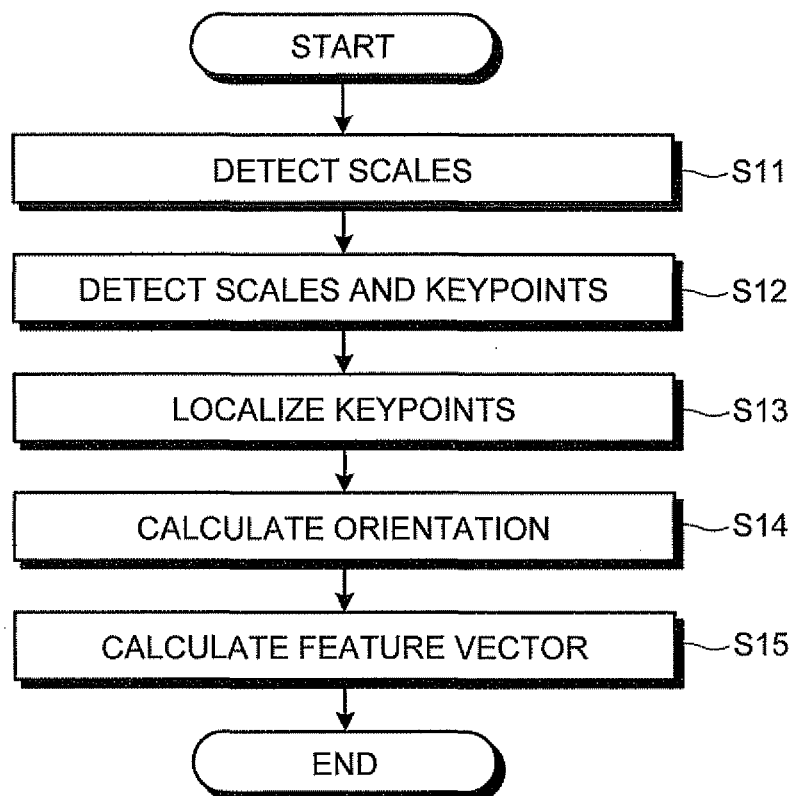 START
DETECT SCALES
S11
DETECT SCALES AND KEYPOINTS
S12
LOCALIZE KEYPOINTS
S13
CALCULATE ORIENTATION
S14
CALCULATE FEATURE VECTOR
S15
END